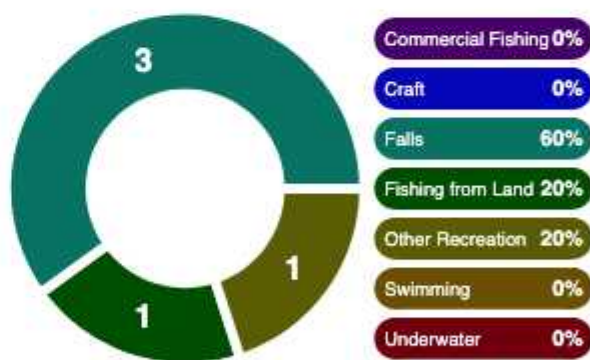 3
1
1
Commercial Fishing 0%
Craft 0%
Falls 60%
Fishing from Land 20%
Other Recreation 20%
Swimming 0%
Underwater 0%